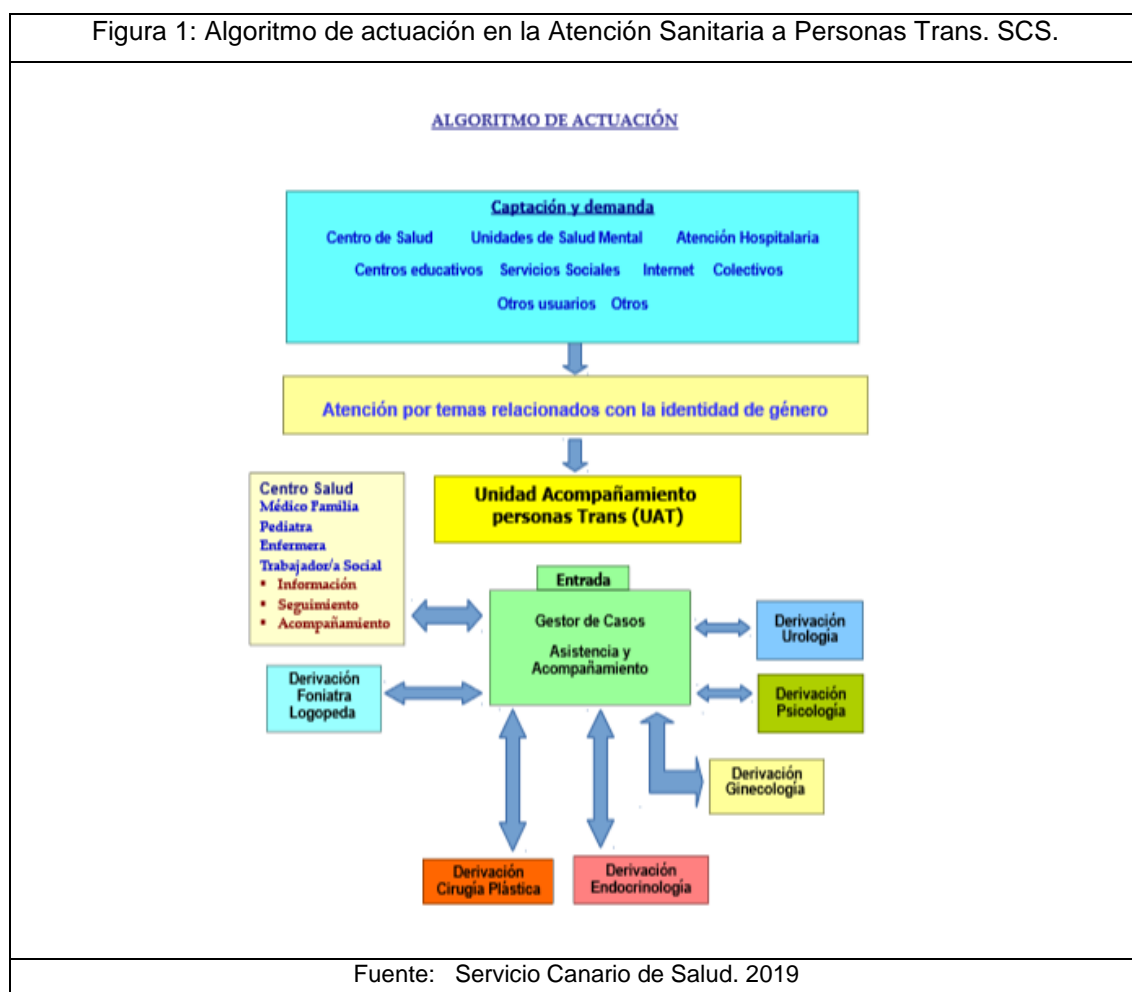 Figura 1: Algoritmo de actuación en la Atención Sanitaria a Personas Trans. SCS.
ALGORITMO DE ACTUACIÓN
Captación y demanda
Centro de Salud Unidades de Salud Mental Atención Hospitalaria
Centros educativos Servicios Sociales Internet Colectivos
Otros usuarios Otros
Atención por temas relacionados con la identidad de género
Unidad Acompañamiento
personas Trans (UAT)
Centro Salud
Médico Familia
Pediatra
Enfermera
Trabajador/a Social
▪ Información
▪ Seguimiento
▪ Acompañamiento
Entrada
Gestor de Casos
Asistencia y
Acompañamiento
Derivación
Urología
Derivación
Foniatra
Logopeda
Derivación
Psicología
Derivación
Ginecología
Derivación
Cirugía Plástica
Derivación
Endocrinología
Fuente: Servicio Canario de Salud. 2019